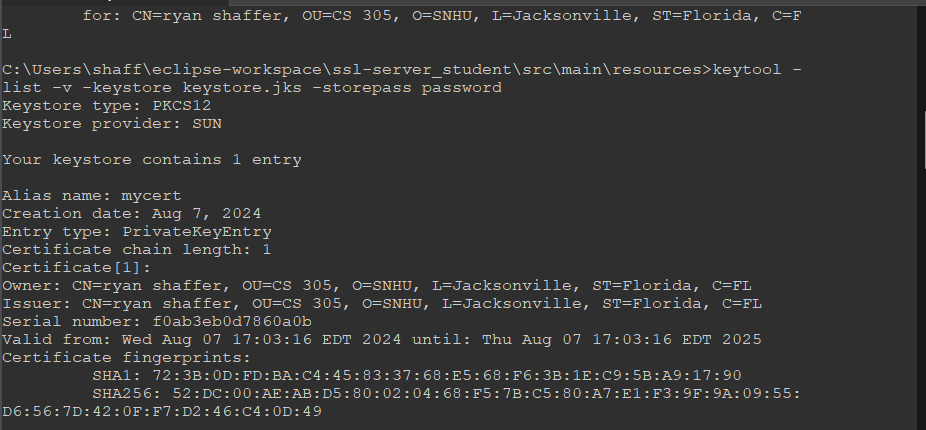 for: CN=ryan shaffer, OU=CS 305, O=SNHU, L=Jacksonville, ST=Florida, C=F
L
C:\Users\shaff\eclipse-workspace\ssl-server_student\src\main\resources>keytool -
list -v -keystore keystore.jks -storepass password
Keystore type: PKCS12
Keystore provider: SUN
Your keystore contains 1 entry
Alias name: mycert
Creation date: Aug 7, 2024
Entry type: PrivateKeyEntry
Certificate chain length: 1
Certificate[1]:
Owner: CN=ryan shaffer, OU=CS 305, O=SNHU, L=Jacksonville, ST=Florida, C=FL
Issuer: CN=ryan shaffer, OU=CS 305, O=SNHU, L=Jacksonville, ST=Florida, C=FL
Serial number: f0ab3eb0d7860a0b
Valid from: Wed Aug 07 17:03:16 EDT 2024 until: Thu Aug 07 17:03:16 EDT 2025
Certificate fingerprints:
SHA1: 72:3B:0D:FD:BA:C4:45:83:37:68:E5:68:F6:3B:1E:C9:5B:A9:17:90
SHA256: 52:DC:00:AE:AB:D5:80:02:04:68:F5:7B:C5:80:A7:E1:F3:9F:9A:09:55:
D6:56:7D:42:0F:F7:D2:46:C4:0D:49